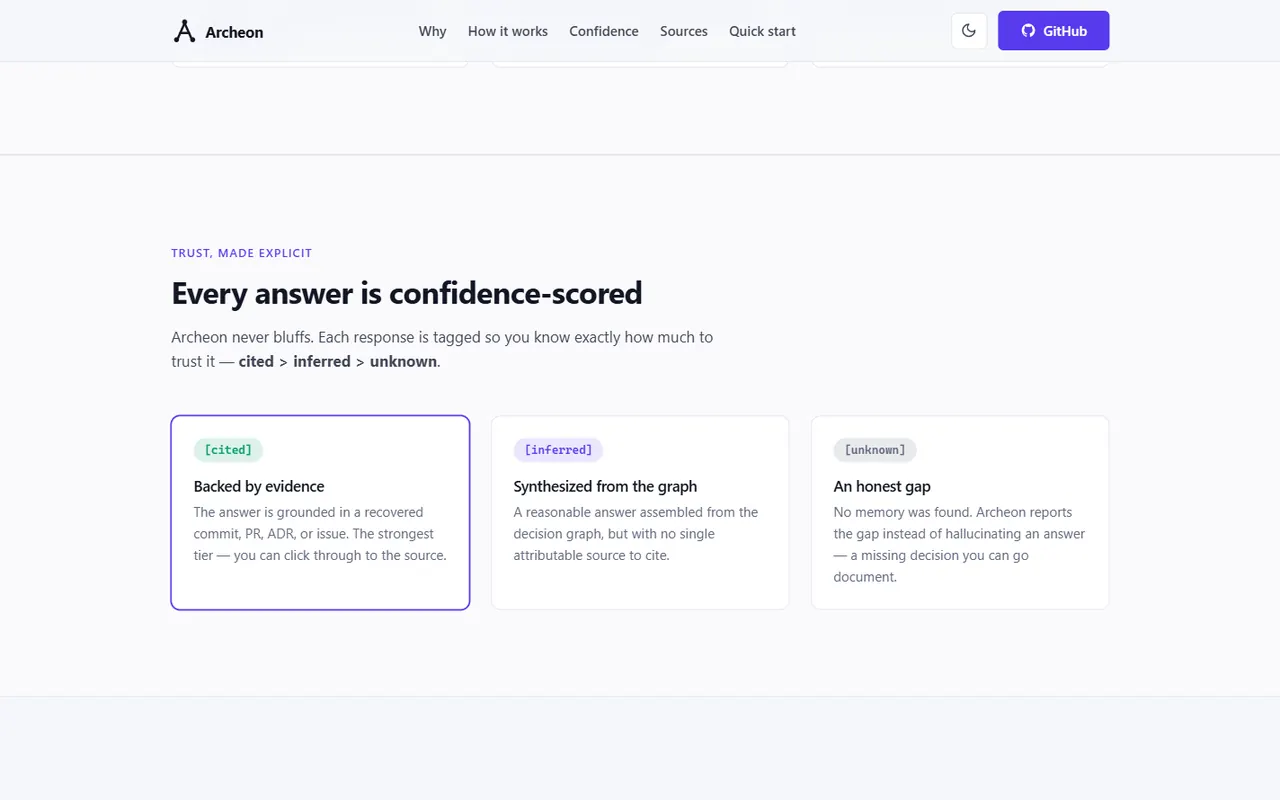 Archeon
Why
How it works
Confidence
Sources
Quick start
GitHub
TRUST, MADE EXPLICIT
Every answer is confidence-scored
Archeon never bluffs. Each response is tagged so you know exactly how much to
trust it — cited > inferred > unknown.
[cited]
Backed by evidence
The answer is grounded in a recovered
commit, PR, ADR, or issue. The strongest
tier — you can click through to the source.
[inferred]
Synthesized from the graph
A reasonable answer assembled from the
decision graph, but with no single
attributable source to cite.
[unknown]
An honest gap
No memory was found. Archeon reports
the gap instead of hallucinating an answer
— a missing decision you can go
document.